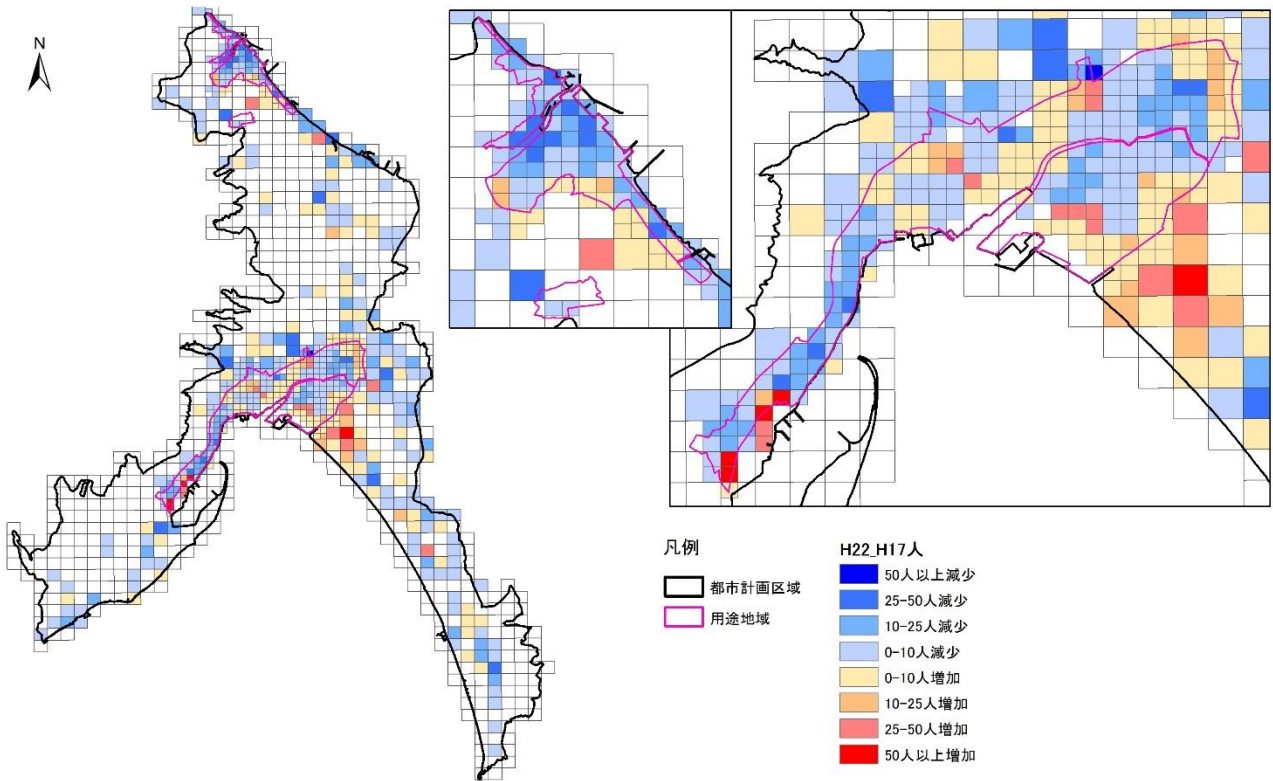 N
凡例
都市計画区域
用途地域
H22_H17人
50人以上減少
25-50人減少
10-25人減少
0-10人減少
0-10人増加
10-25人増加
25-50人増加
50人以上増加